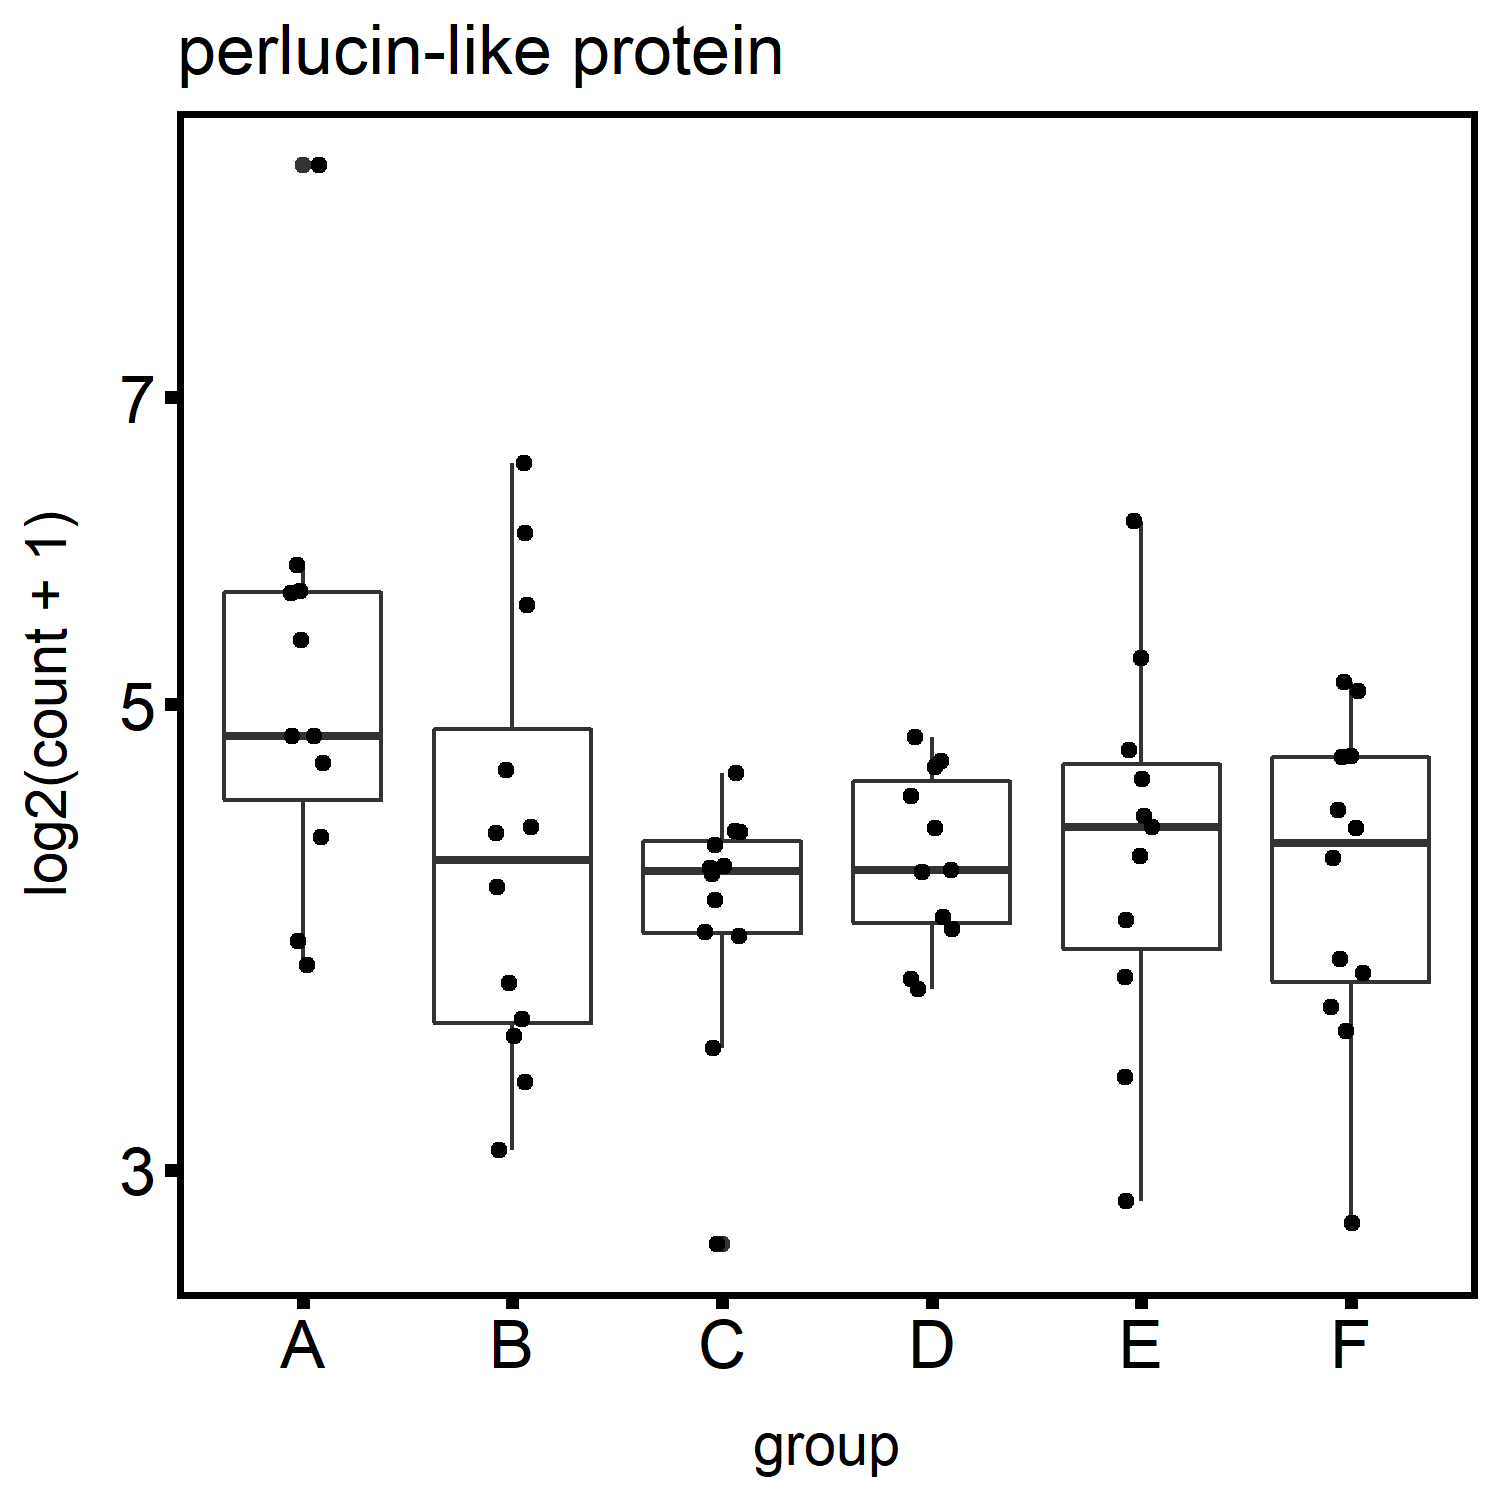 perlucin-like protein
log2(count + 1)
7
5
3
A B C D E F
group